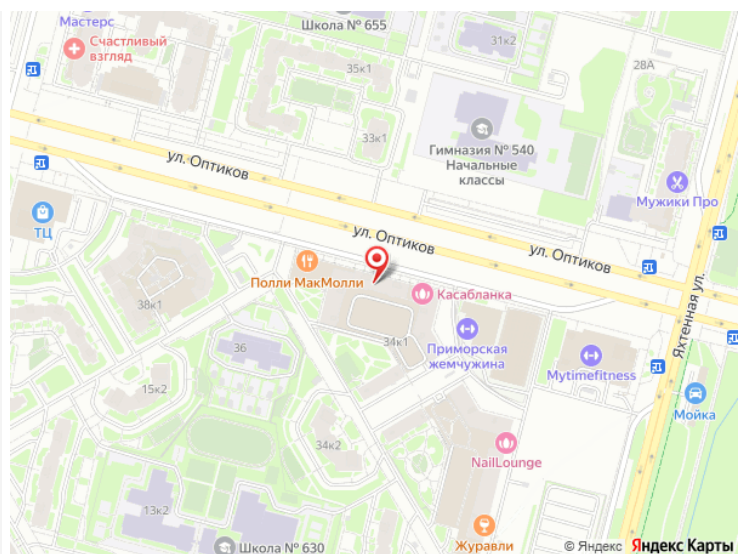 Мастерс
Школа № 655
Счастливый
взгляд
31к2
28А
35к1
33к1
Гимназия № 540
Начальные
классы
Мужики Про
ул. Оптиков
ТЦ
ул. Оптиков
ул. Оптиков
Яхтенная ул.
Полли МакМолли
Касабланка
38к1
34к1
36
Приморская
жемчужина
Mytimefitness
15к2
Мойка
34к2
NailLounge
13к2
Школа № 630
Журавли
© Яндекс Яндекс Карты